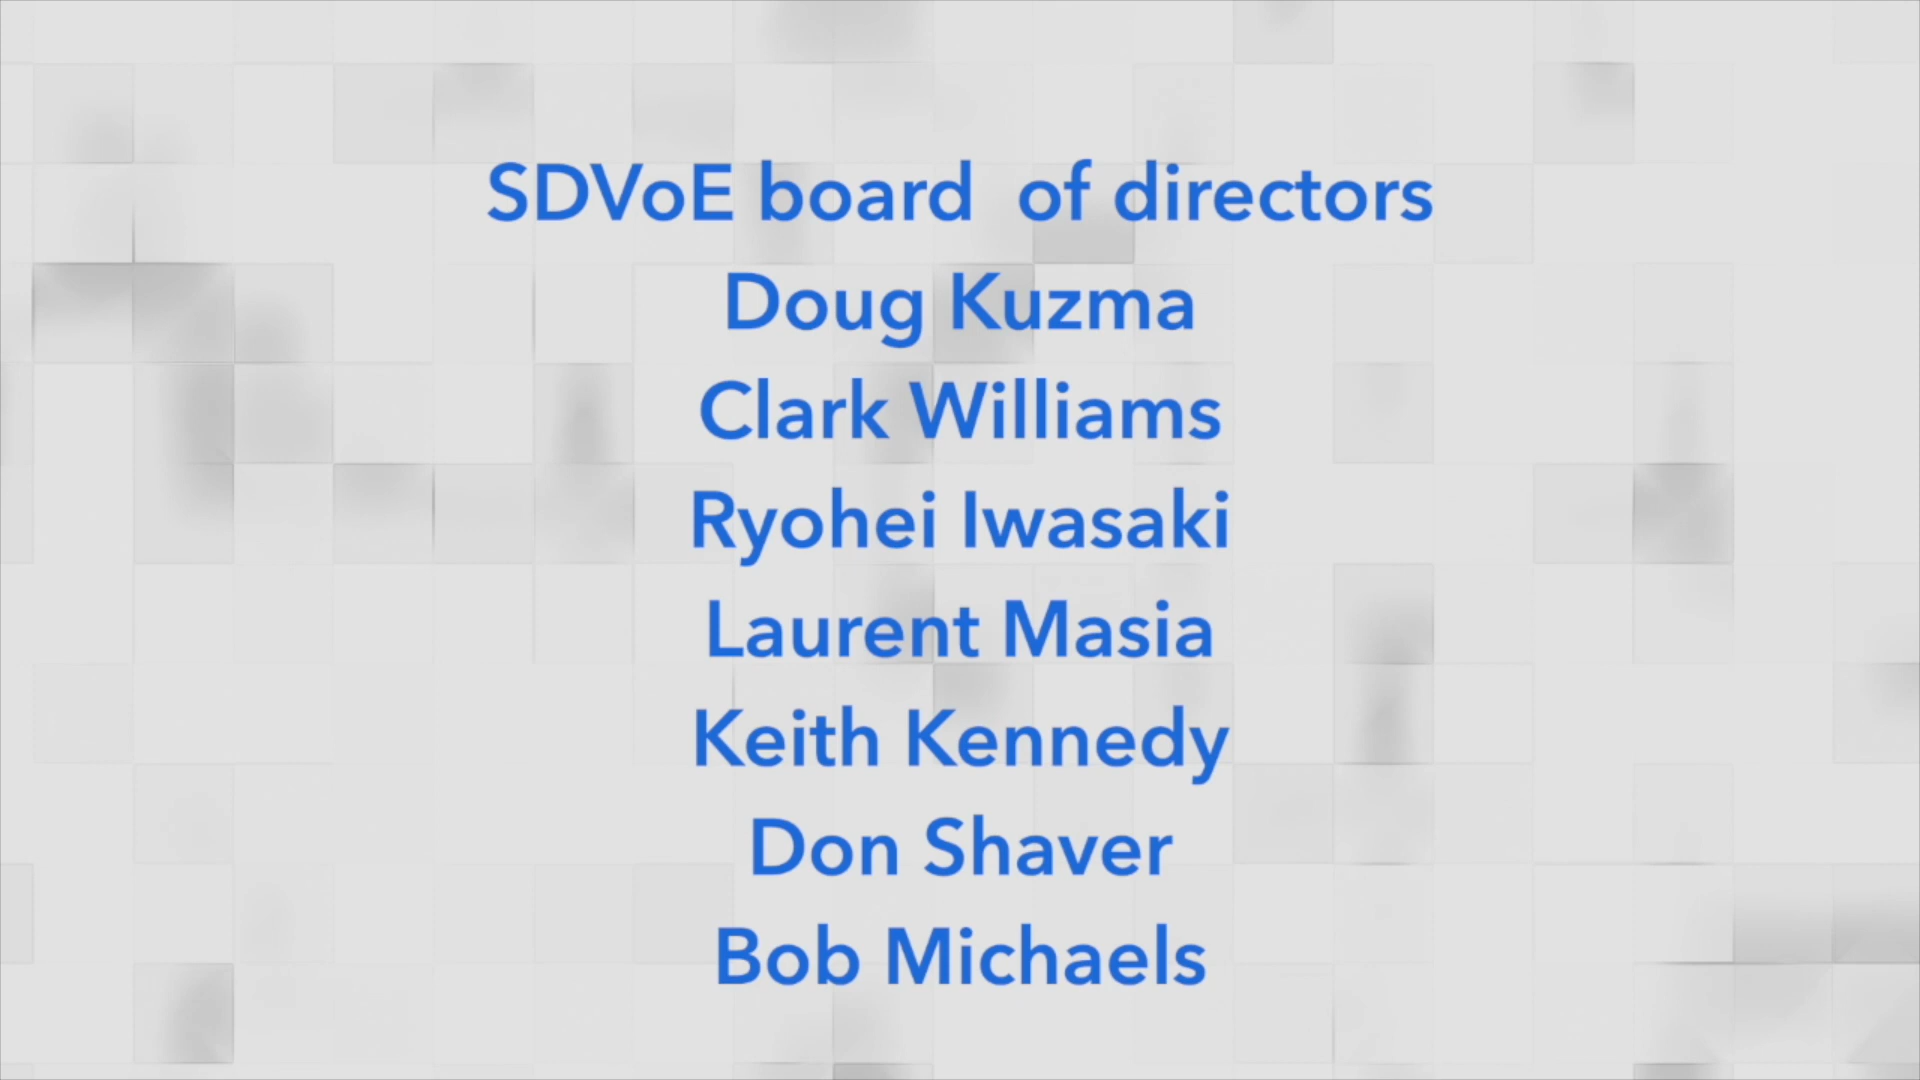 SDVoE board  of directors
Doug Kuzma
Clark Williams
Ryohei Iwasaki
Laurent Masia
Keith Kennedy
Don Shaver
Bob Michaels